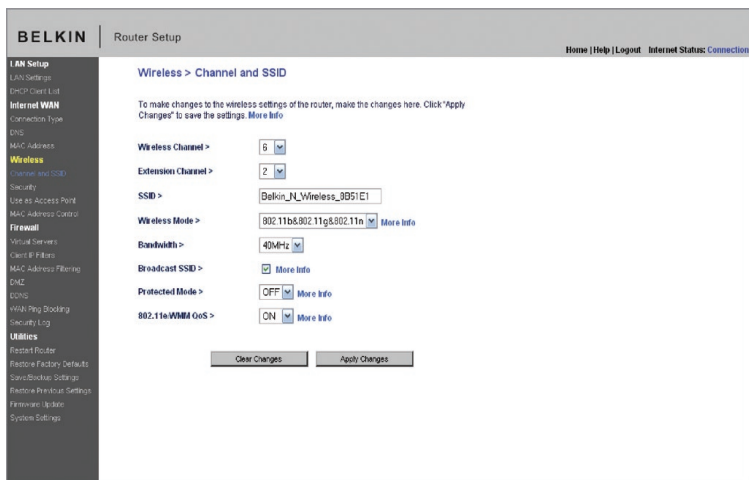 BELKIN
Router Setup
Home | Help | Logout Internet Status: Connection
LAN Setup
LAN Settings
DHCP Client List
Internet WAN
Connection Type
DNS
MAC Address
Wireless
Channel and SSID
Security
Use as Access Point
MAC Address Control
Firewall
Virtual Servers
Client IP Filters
MAC Address Filtering
DMZ
DDNS
WAN Ping Blocking
Security Log
Utilities
Restart Router
Restore Factory Defaults
Save/Backup Settings
Restore Previous Settings
Firmware Update
System Settings
Wireless > Channel and SSID
To make changes to the wireless settings of the router, make the changes here. Click "Apply
Changes" to save the settings. More Info
Wireless Channel > 6
Extension Channel > 2
SSID > Belkin_N_Wireless_8B51E1
Wireless Mode > 802.11b&802.11g&802.11n More Info
Bandwidth > 40MHz
Broadcast SSID > More Info
Protected Mode > OFF More Info
802.11e/WMM QoS > ON More Info
Clear Changes Apply Changes